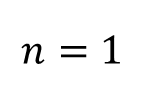 n = 1